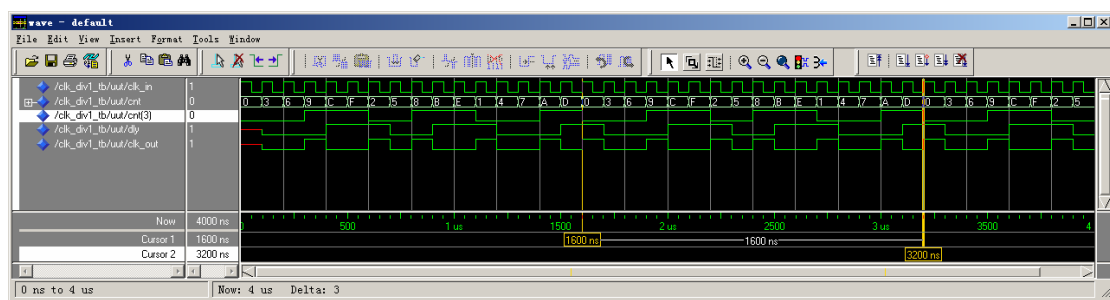 wave - default
File Edit View Insert Format Tools Window
/clk_div1_tb/uut/clk_in 1
/clk_div1_tb/uut/cnt 0 0 3 6 9 C F 2 5 8 B E 1 4 7 A D 0 3 6 9 C F 2 5 8 B E 1 4 7 A D 0 3 6 9 C F 2 5
/clk_div1_tb/uut/cnt(3) 0
/clk_div1_tb/uut/dly 1
/clk_div1_tb/uut/clk_out 1
Now 4000 ns 500 1 us 1500 2 us 2500 3 us 3500 4
Cursor 1 1600 ns 1600 ns 1600 ns
Cursor 2 3200 ns 3200 ns
0 ns to 4 us Now: 4 us Delta: 3